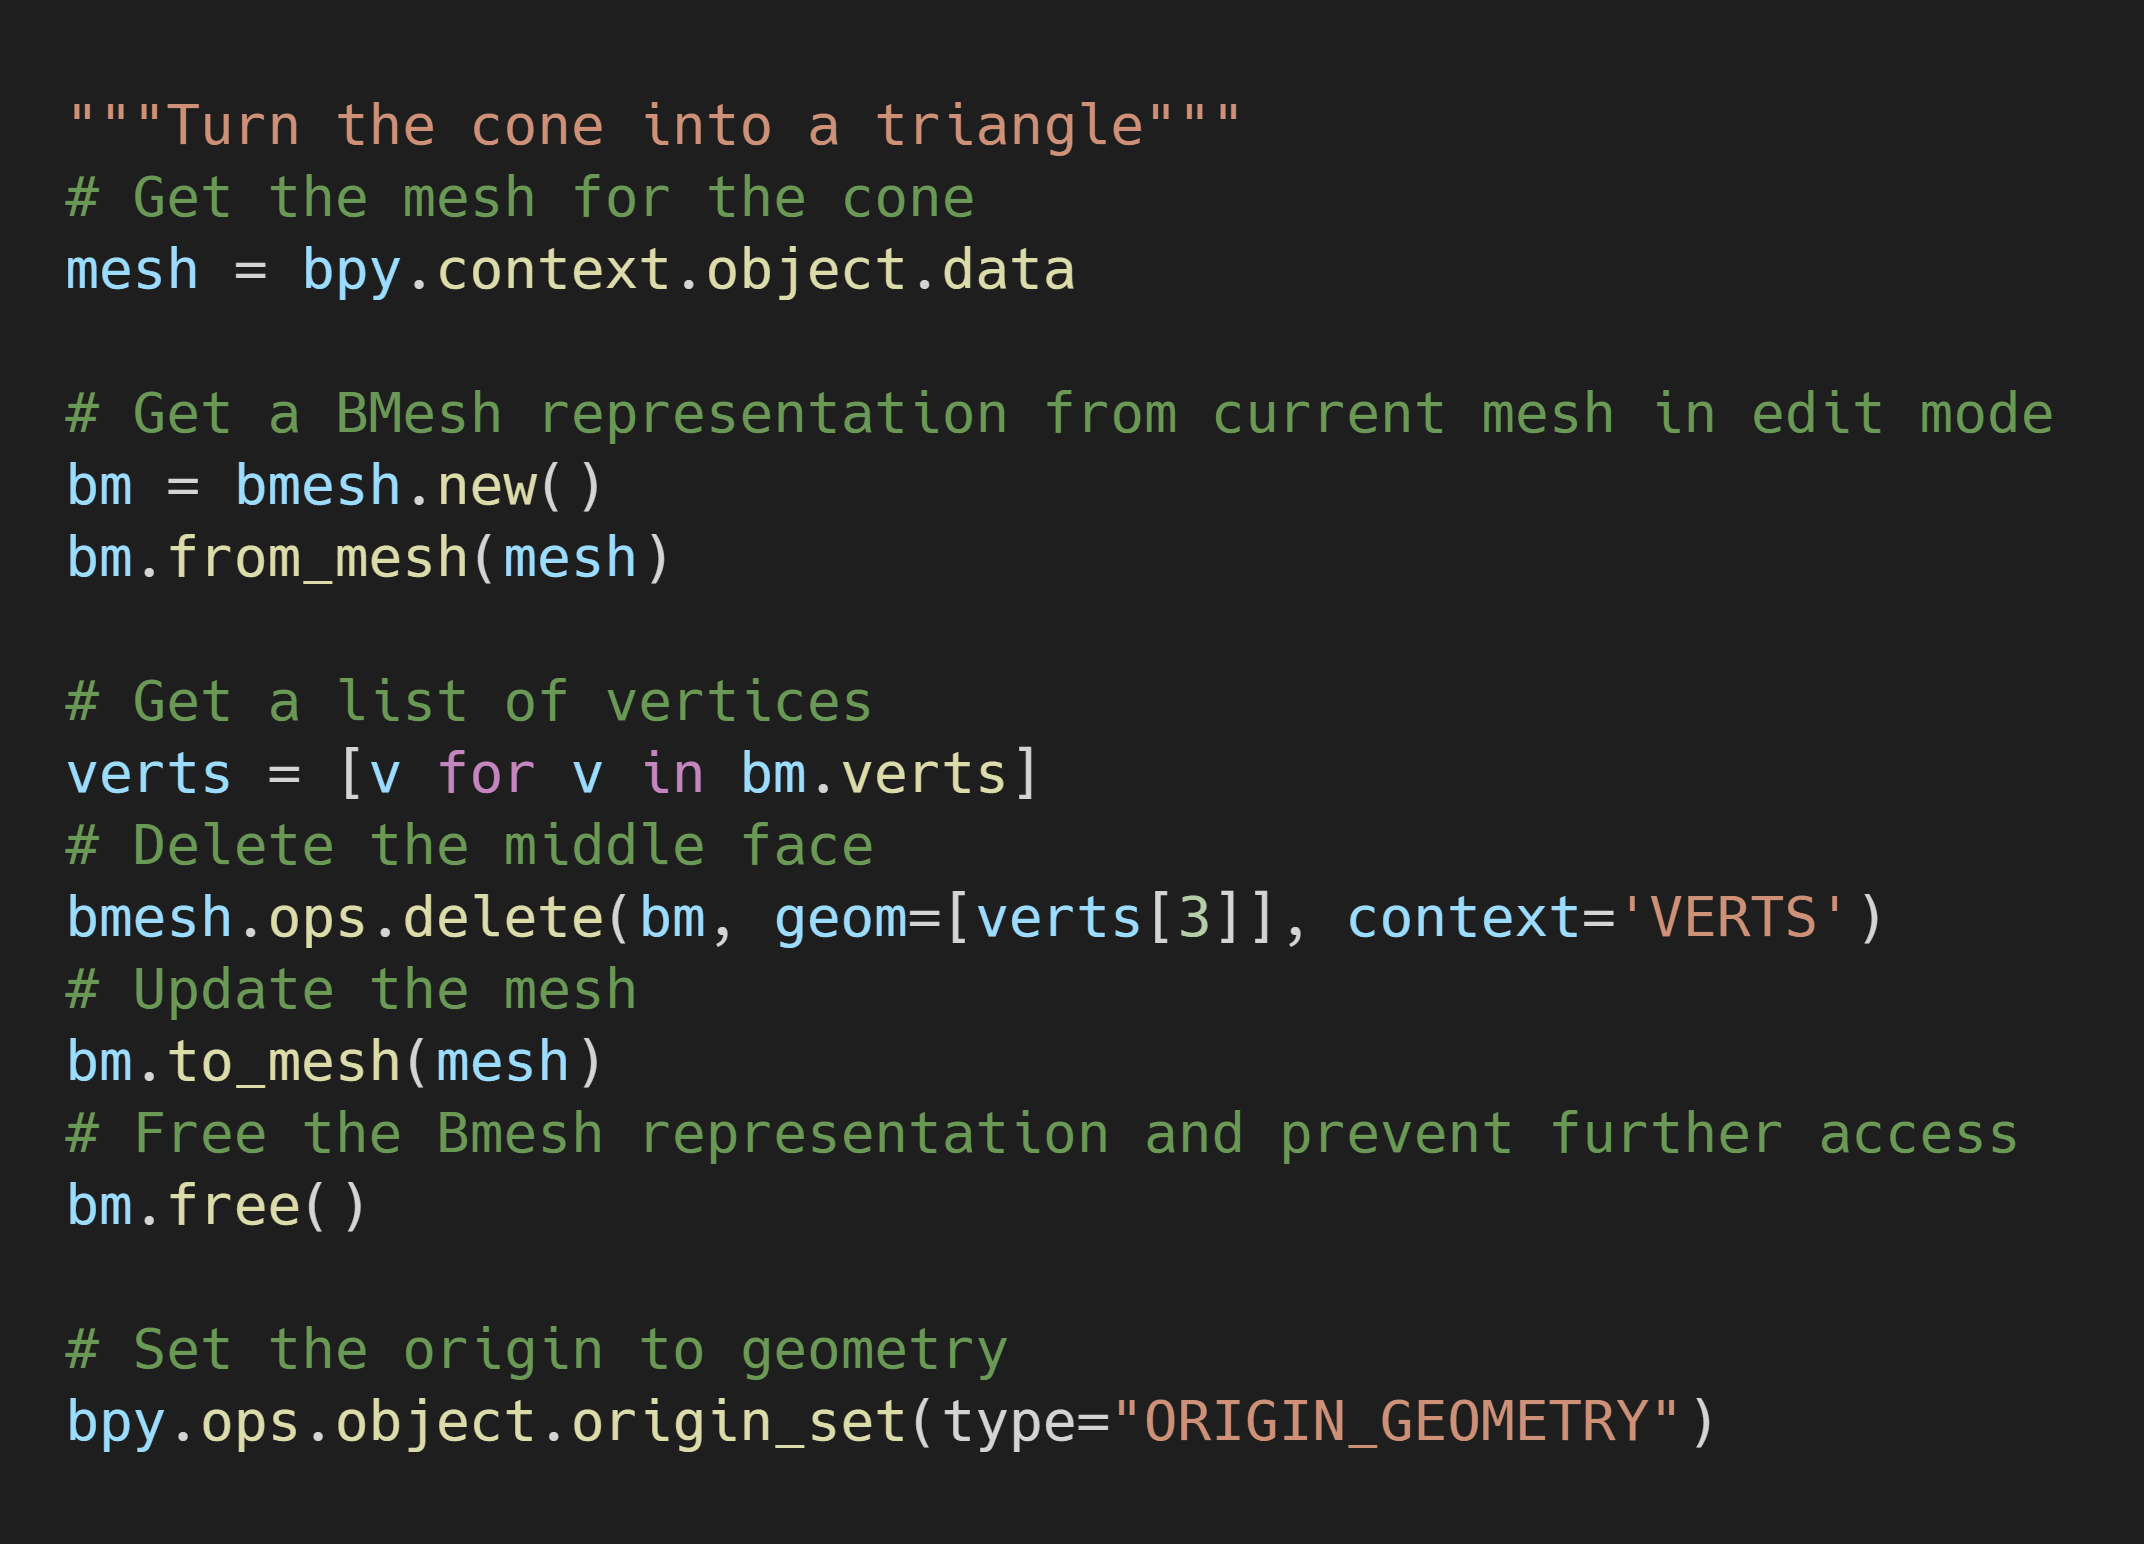 """Turn the cone into a triangle"""
# Get the mesh for the cone
mesh = bpy.context.object.data
# Get a BMesh representation from current mesh in edit mode
bm = bmesh.new()
bm.from_mesh(mesh)
# Get a list of vertices
verts = [v for v in bm.verts]
# Delete the middle face
bmesh.ops.delete(bm, geom=[verts[3]], context='VERTS')
# Update the mesh
bm.to_mesh(mesh)
# Free the Bmesh representation and prevent further access
bm.free()
# Set the origin to geometry
bpy.ops.object.origin_set(type="ORIGIN_GEOMETRY")